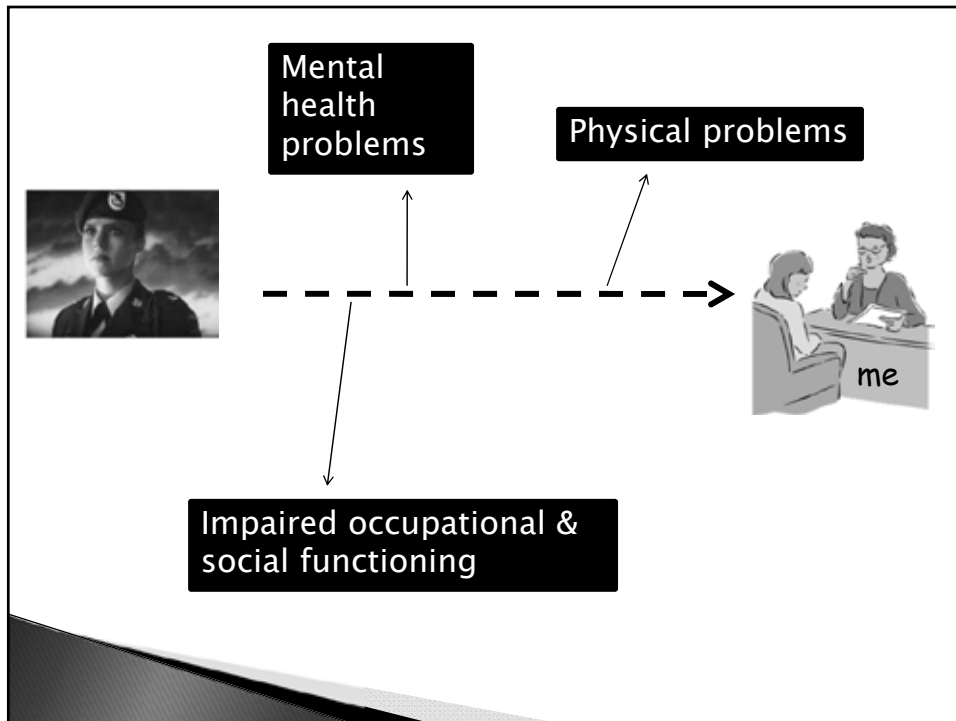 Mental
health
problems
Physical problems
me
Impaired occupational &
social functioning